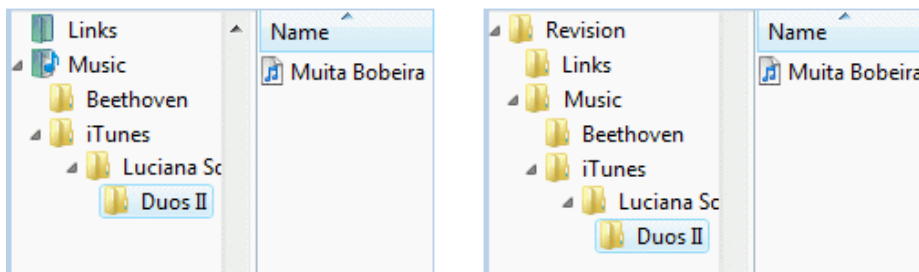 Links
Music
Beethoven
iTunes
Luciana Sc
Duos II
Name
Muita Bobeira
Revision
Links
Music
Beethoven
iTunes
Luciana Sc
Duos II
Name
Muita Bobeira